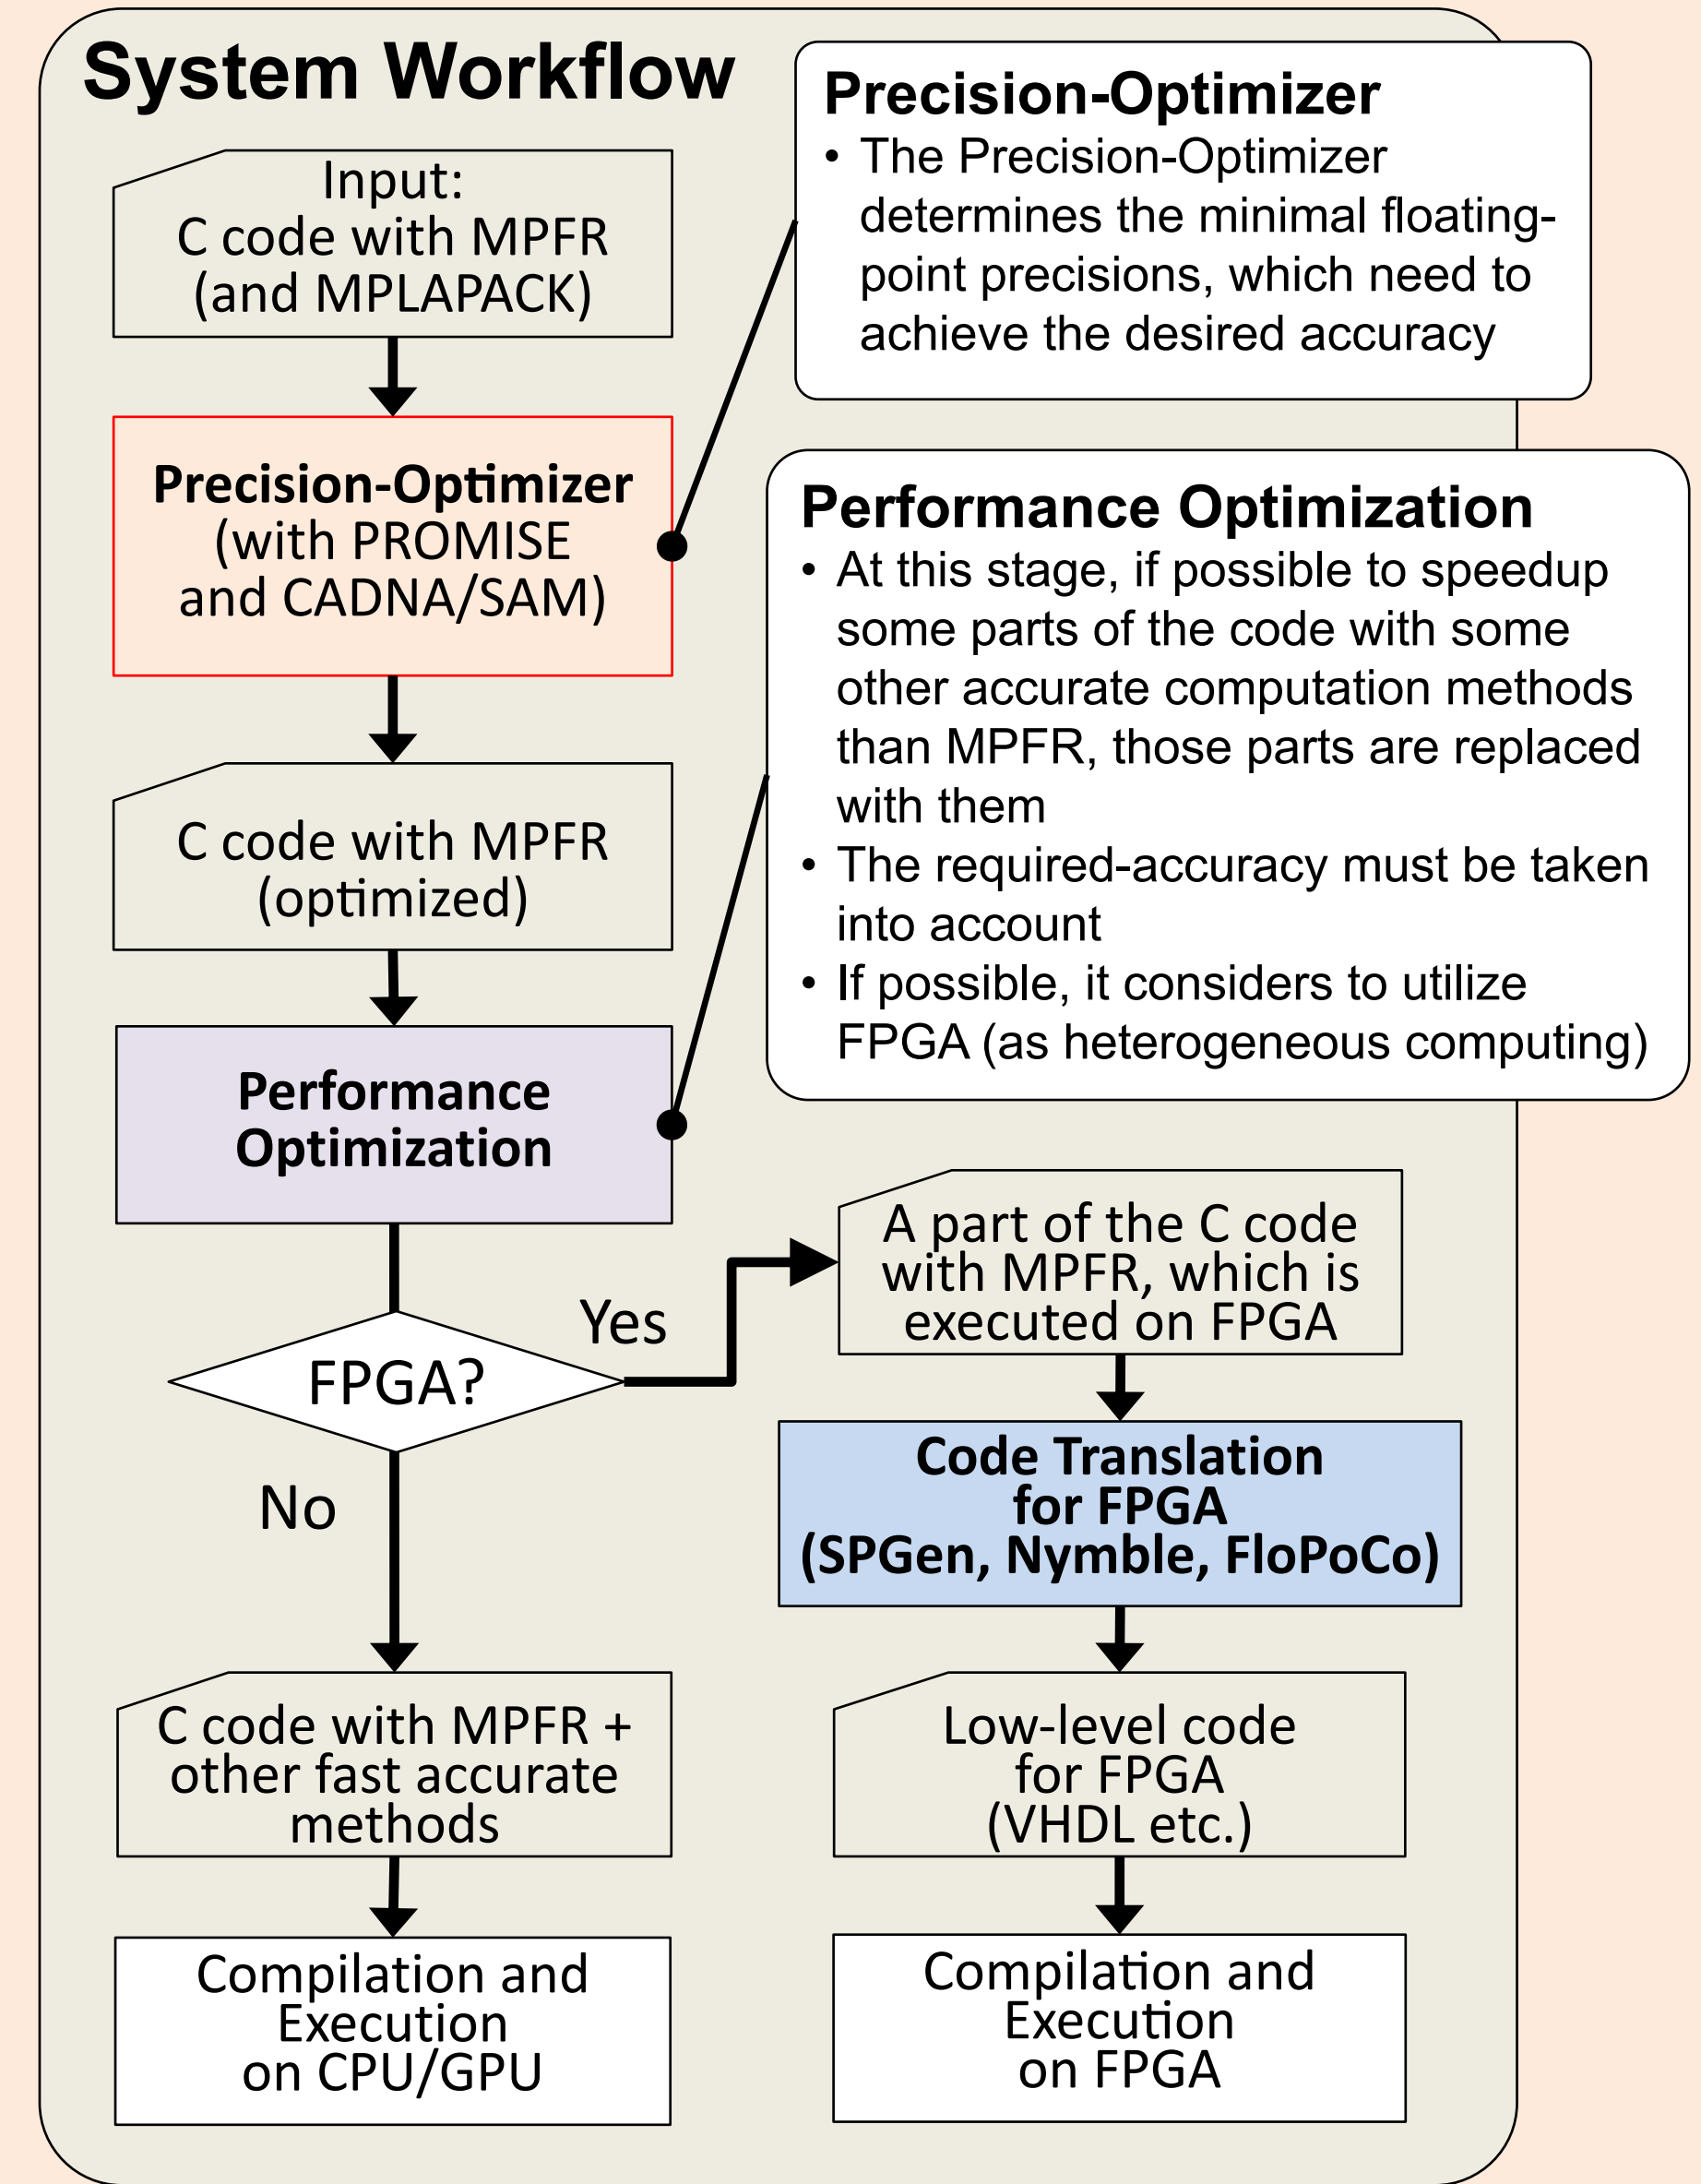 System Workflow
Input:
C code with MPFR
(and MPLAPACK)
Precision-Optimizer
(with PROMISE
and CADNA/SAM)
C code with MPFR
(optimized)
Performance
Optimization
FPGA?
Yes
No
C code with MPFR +
other fast accurate
methods
Compilation and
Execution
on CPU/GPU
Precision-Optimizer
• The Precision-Optimizer
determines the minimal floating-
point precisions, which need to
achieve the desired accuracy
Performance Optimization
• At this stage, if possible to speedup
some parts of the code with some
other accurate computation methods
than MPFR, those parts are replaced
with them
• The required-accuracy must be taken
into account
• If possible, it considers to utilize
FPGA (as heterogeneous computing)
A part of the C code
with MPFR, which is
executed on FPGA
Code Translation
for FPGA
(SPGen, Nymble, FloPoCo)
Low-level code
for FPGA
(VHDL etc.)
Compilation and
Execution
on FPGA